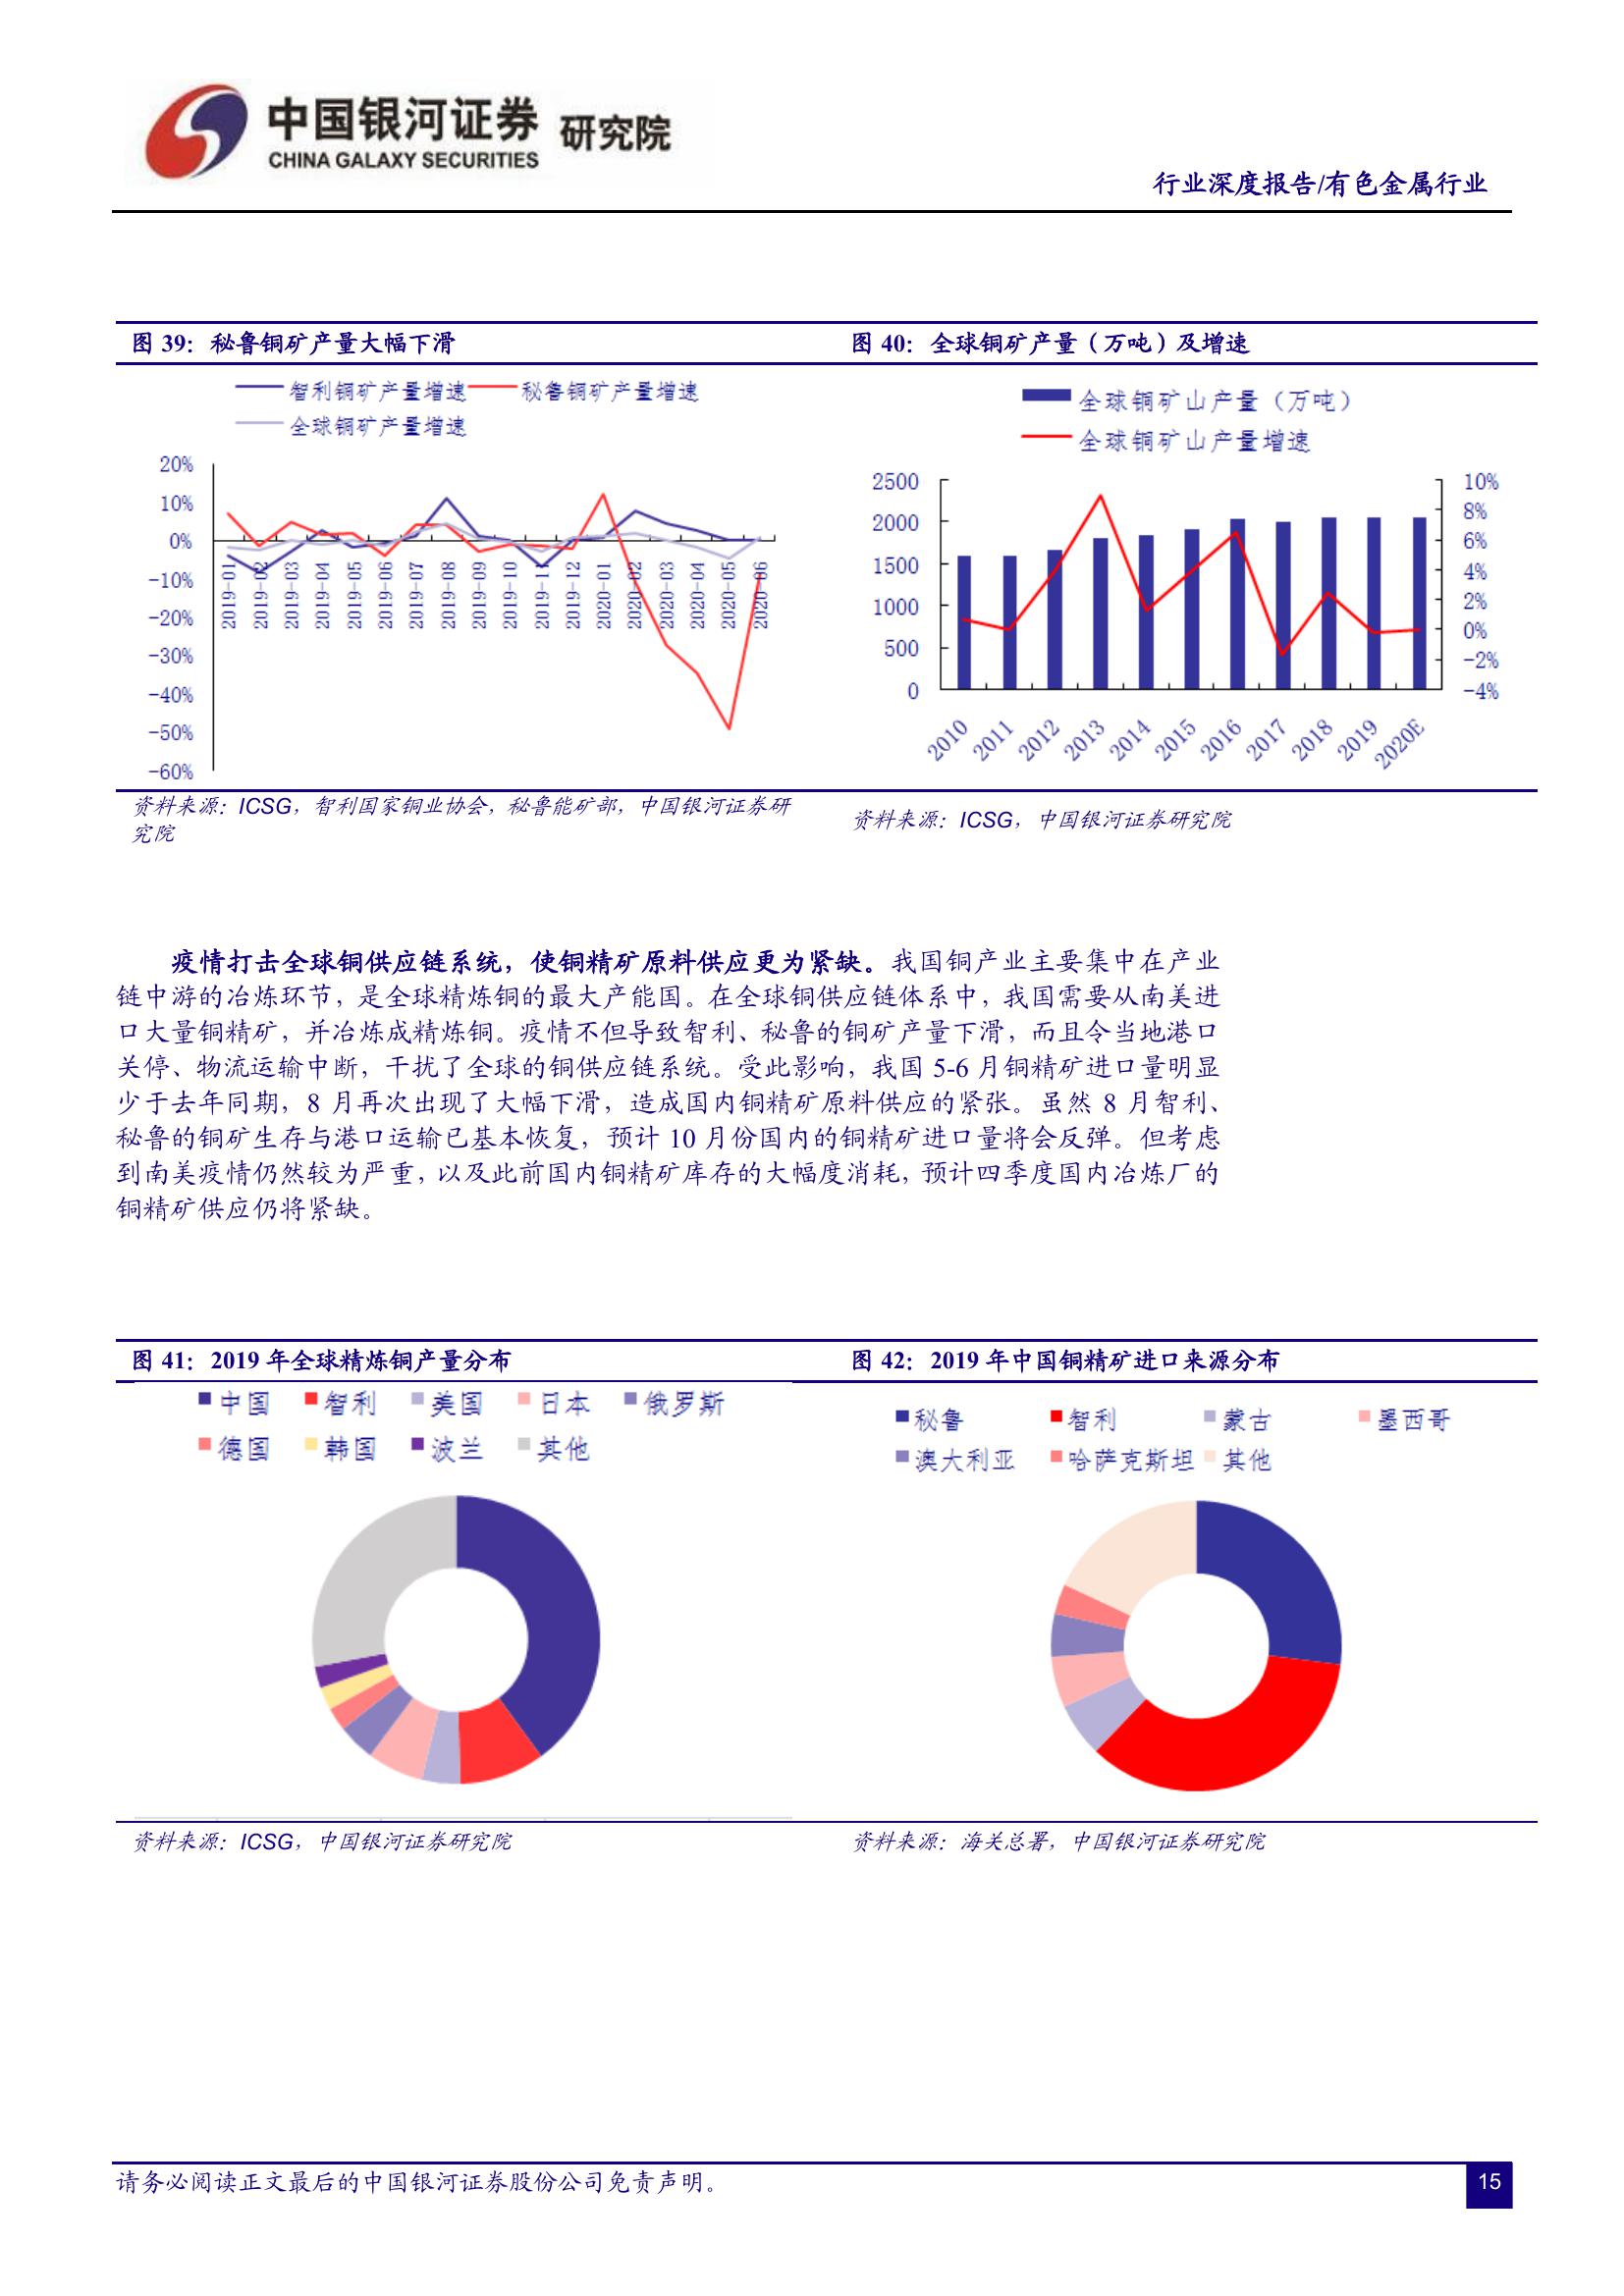 中国银河证券 研究院
CHINA GALAXY SECURITIES
行业深度报告/有色金属行业
图 39：秘鲁铜矿产量大幅下滑
智利铜矿产量增速 秘鲁铜矿产量增速
全球铜矿产量增速
20%
10%
0%
-10%
-20%
-30%
-40%
-50%
-60%
2019-01 2019-02 2019-03 2019-04 2019-05 2019-06 2019-07 2019-08 2019-09 2019-10 2019-11 2019-12 2020-01 2020-02 2020-03 2020-04 2020-05 2020-06
资料来源：ICSG，智利国家铜业协会，秘鲁能矿部，中国银河证券研
究院
图 40：全球铜矿产量（万吨）及增速
全球铜矿山产量（万吨）
全球铜矿山产量增速
2500
2000
1500
1000
500
0
10%
8%
6%
4%
2%
0%
-2%
-4%
2010 2011 2012 2013 2014 2015 2016 2017 2018 2019 2020E
资料来源：ICSG，中国银河证券研究院
疫情打击全球铜供应链系统，使铜精矿原料供应更为紧缺。我国铜产业主要集中在产业
链中游的冶炼环节，是全球精炼铜的最大产能国。在全球铜供应链体系中，我国需要从南美进
口大量铜精矿，并冶炼成精炼铜。疫情不但导致智利、秘鲁的铜矿产量下滑，而且令当地港口
关停、物流运输中断，干扰了全球的铜供应链系统。受此影响，我国 5-6 月铜精矿进口量明显
少于去年同期，8 月再次出现了大幅下滑，造成国内铜精矿原料供应的紧张。虽然 8 月智利、
秘鲁的铜矿生存与港口运输已基本恢复，预计 10 月份国内的铜精矿进口量将会反弹。但考虑
到南美疫情仍然较为严重，以及此前国内铜精矿库存的大幅度消耗，预计四季度国内冶炼厂的
铜精矿供应仍将紧缺。
图 41：2019 年全球精炼铜产量分布
中国 智利 美国 日本 俄罗斯
德国 韩国 波兰 其他
资料来源：ICSG，中国银河证券研究院
图 42：2019 年中国铜精矿进口来源分布
秘鲁 智利 蒙古 墨西哥
澳大利亚 哈萨克斯坦 其他
资料来源：海关总署，中国银河证券研究院
请务必阅读正文最后的中国银河证券股份公司免责声明。
15